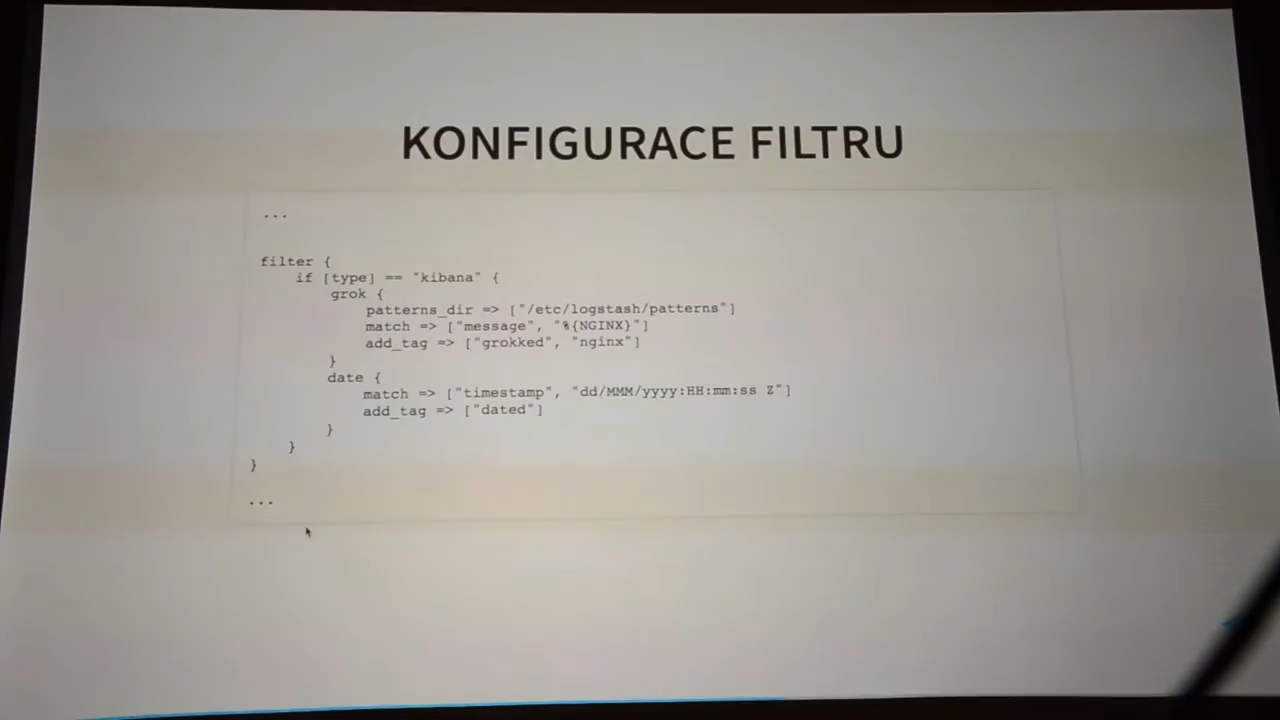 KONFIGURACE FILTRU
...
filter {
    if [type] == "kibana" {
        grok {
            patterns_dir => ["/etc/logstash/patterns"]
            match => ["message", "%{NGINX}"]
            add_tag => ["grokked", "nginx"]
        }
        date {
            match => ["timestamp", "dd/MMM/yyyy:HH:mm:ss Z"]
            add_tag => ["dated"]
        }
    }
}
...